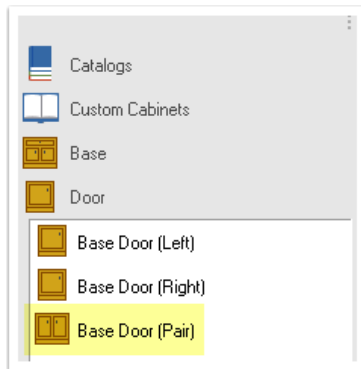 Catalogs
Custom Cabinets
Base
Door
Base Door (Left)
Base Door (Right)
Base Door (Pair)